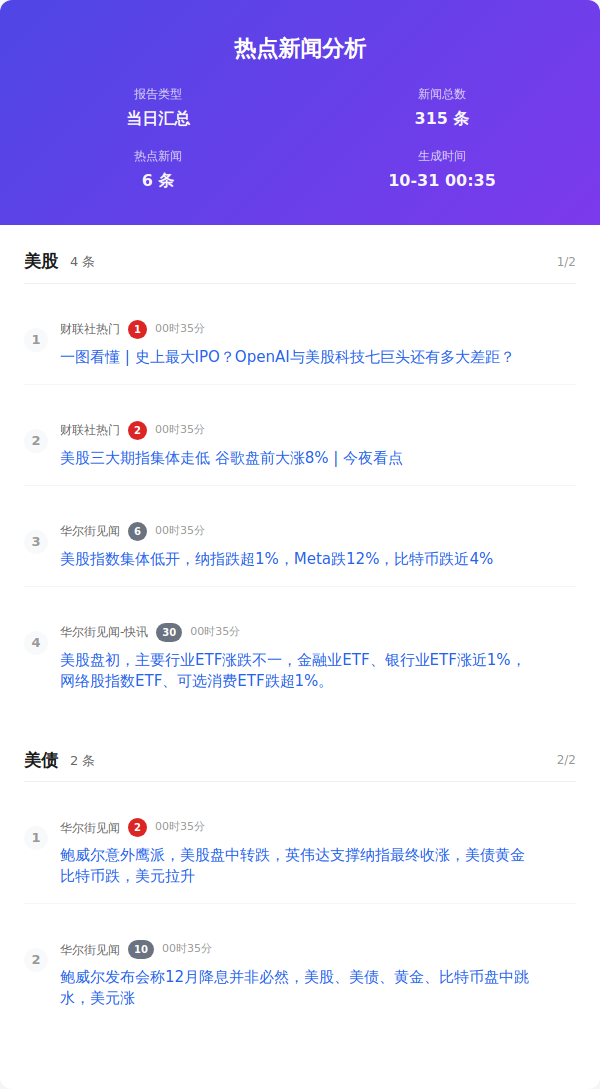 热点新闻分析
报告类型
新闻总数
当日汇总
315 条
热点新闻
生成时间
6 条
10-31 00:35
美股 4 条 1/2
1
财联社热门 1 00时35分
一图看懂 | 史上最大IPO？OpenAI与美股科技七巨头还有多大差距？
2
财联社热门 2 00时35分
美股三大期指集体走低 谷歌盘前大涨8% | 今夜看点
3
华尔街见闻 6 00时35分
美股指数集体低开，纳指跌超1%，Meta跌12%，比特币跌近4%
4
华尔街见闻-快讯 30 00时35分
美股盘初，主要行业ETF涨跌不一，金融业ETF、银行业ETF涨近1%，
网络股指数ETF、可选消费ETF跌超1%。
美债 2 条 2/2
1
华尔街见闻 2 00时35分
鲍威尔意外鹰派，美股盘中转跌，英伟达支撑纳指最终收涨，美债黄金
比特币跌，美元拉升
2
华尔街见闻 10 00时35分
鲍威尔发布会称12月降息并非必然，美股、美债、黄金、比特币盘中跳
水，美元涨